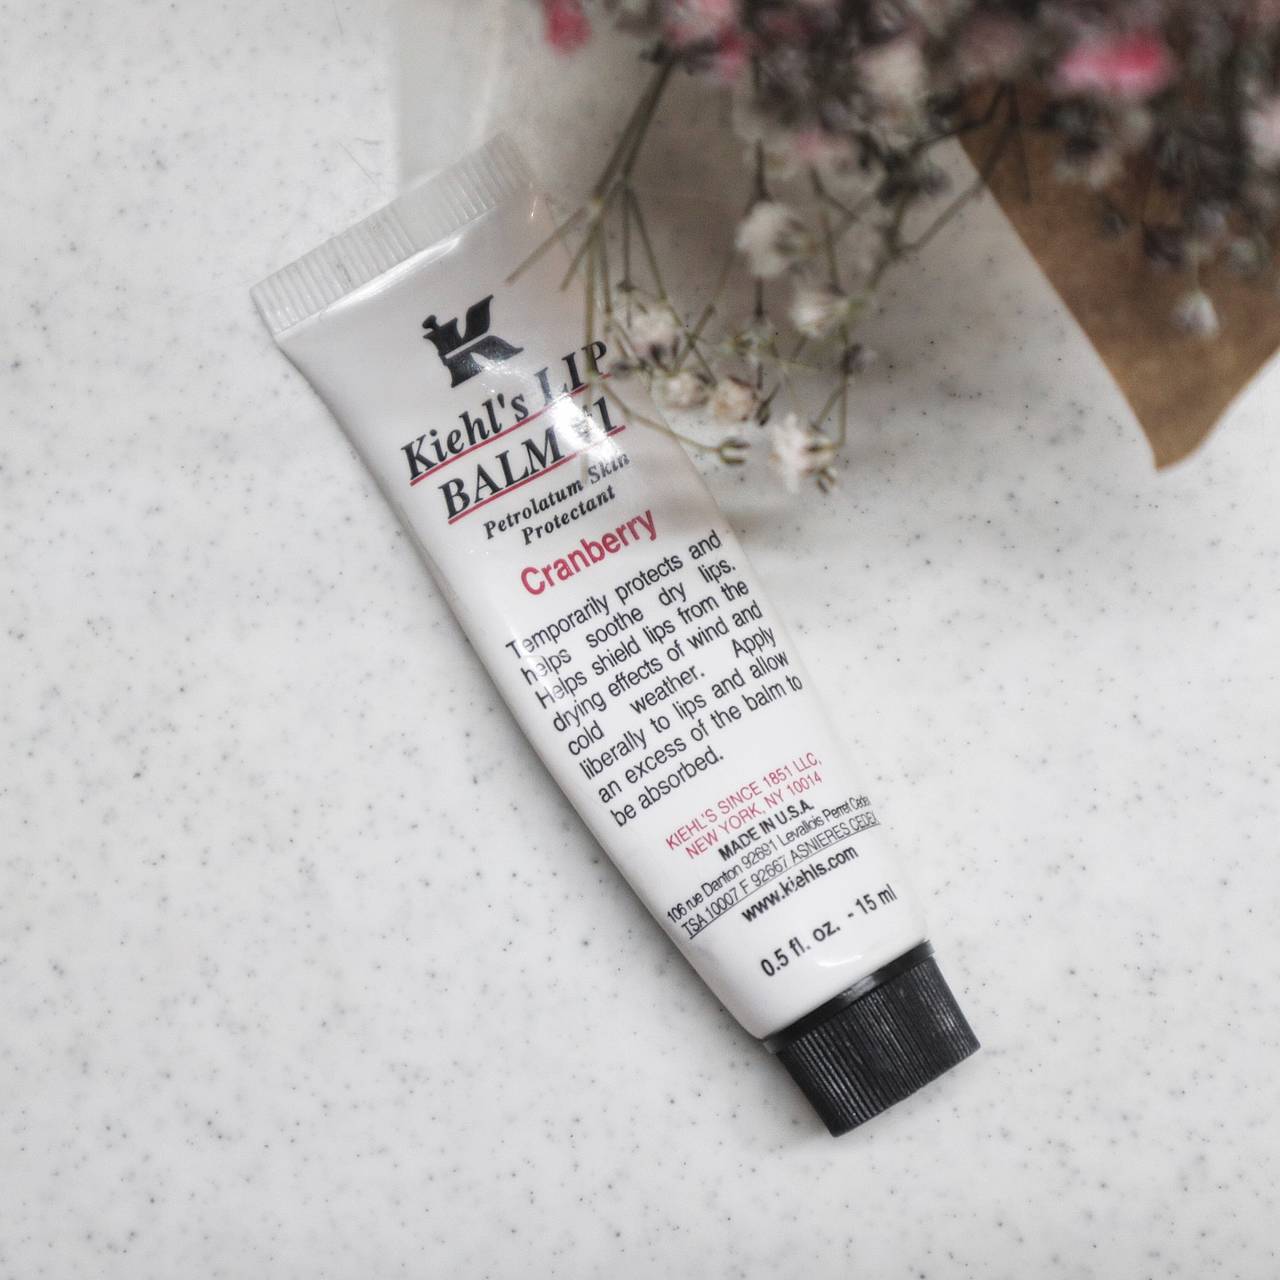 K
Kiehl's LIP
BALM #1
Petrolatum Skin
Protectant
Cranberry
Temporarily protects and
helps soothe dry lips.
Helps shield lips from the
drying effects of wind and
cold weather. Apply
liberally to lips and allow
an excess of the balm to
be absorbed.
KIEHL'S SINCE 1851 LLC,
NEW YORK, NY 10014
MADE IN U.S.A.
106 rue Danton 92691 Levallois Perret Cedex
TSA 10007 F 92667 ASNIERES CEDEX
www.kiehls.com
0.5 fl. oz. - 15 ml